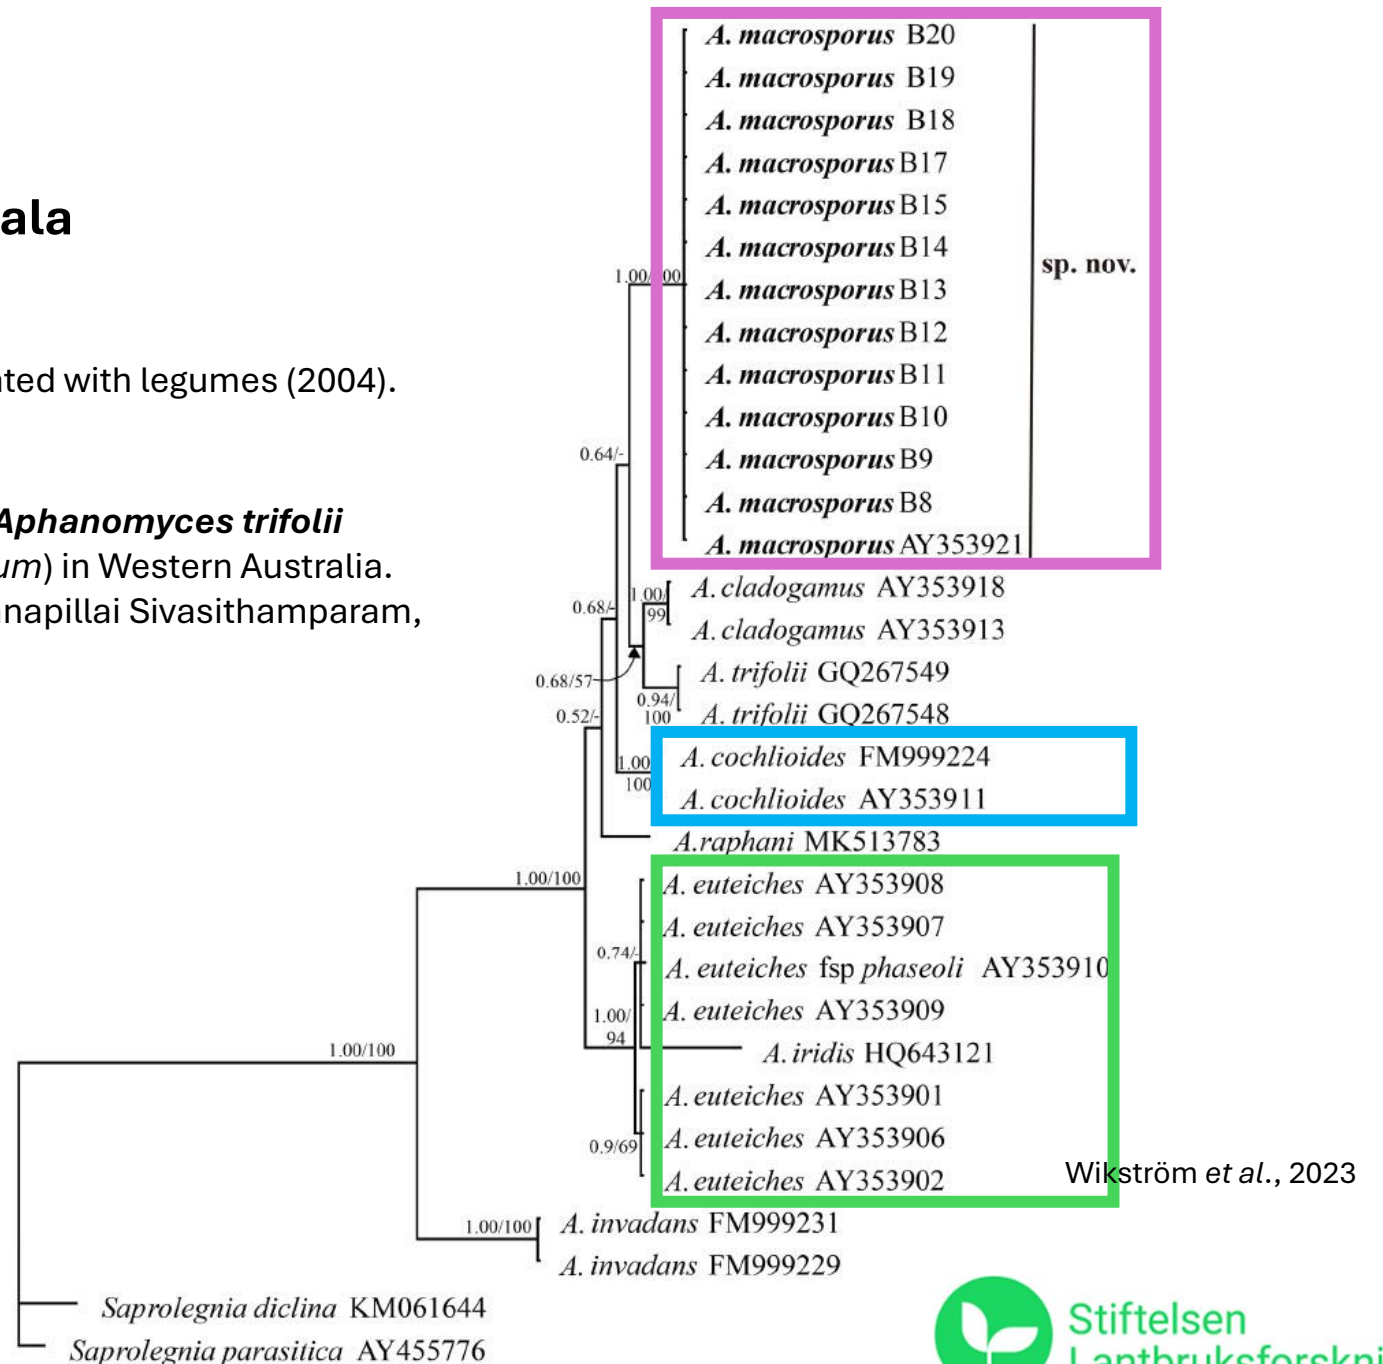 ated with legumes (2004).
Aphanomyces trifolii
um) in Western Australia.
napillai Sivasithamparam,
A. macrosporus B20
A. macrosporus B19
A. macrosporus B18
A. macrosporus B17
A. macrosporus B15
A. macrosporus B14
A. macrosporus B13
A. macrosporus B12
A. macrosporus B11
A. macrosporus B10
A. macrosporus B9
A. macrosporus B8
A. macrosporus AY353921
sp. nov.
A. cladogamus AY353918
A. cladogamus AY353913
A. trifolii GQ267549
A. trifolii GQ267548
A. cochlioides FM999224
A. cochlioides AY353911
A.raphani MK513783
A. euteiches AY353908
A. euteiches AY353907
A. euteiches fsp phaseoli AY353910
A. euteiches AY353909
A. iridis HQ643121
A. euteiches AY353901
A. euteiches AY353906
A. euteiches AY353902
A. invadans FM999231
A. invadans FM999229
Saprolegnia diclina KM061644
Saprolegnia parasitica AY455776
0.64/-
0.68/-
1.00/
99
0.68/57
0.94/
100
0.52/-
1.00
100
1.00/100
0.74/-
1.00/
94
1.00/100
0.9/69
1.00/100
Wikström et al., 2023
Stiftelsen